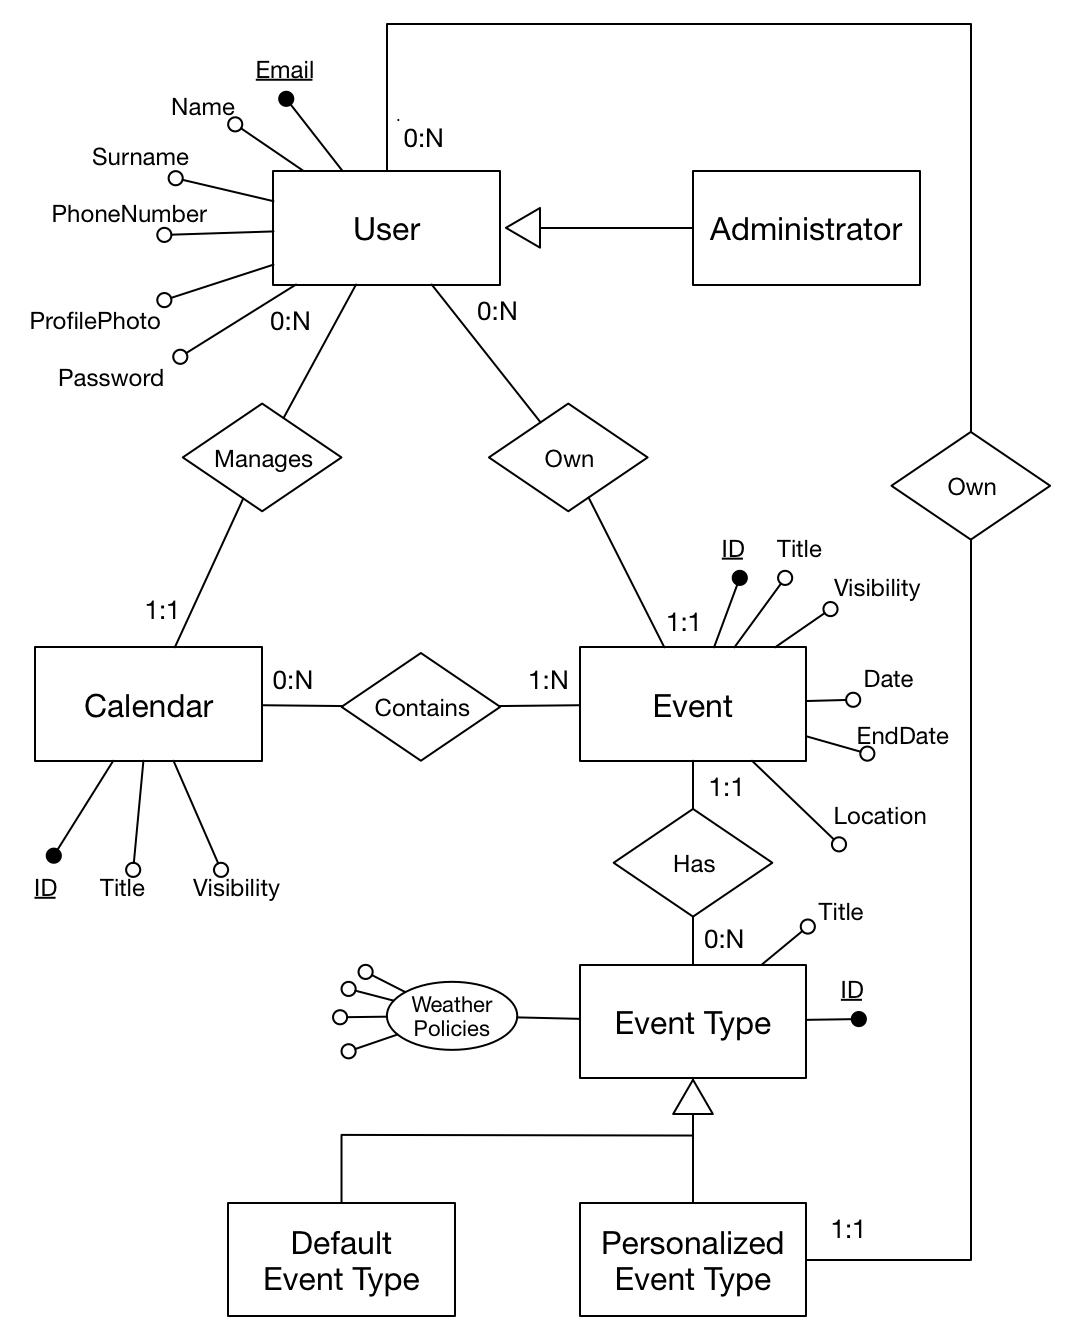 Email
Name
0:N
Surname
PhoneNumber
User
Administrator
ProfilePhoto
0:N
0:N
Password
Manages
Own
Own
ID
Title
Visibility
1:1
1:1
Calendar
0:N
Contains
1:N
Event
Date
EndDate
1:1
Location
ID
Title
Visibility
Has
Title
0:N
Weather
Policies
Event Type
ID
Default
Event Type
Personalized
Event Type
1:1